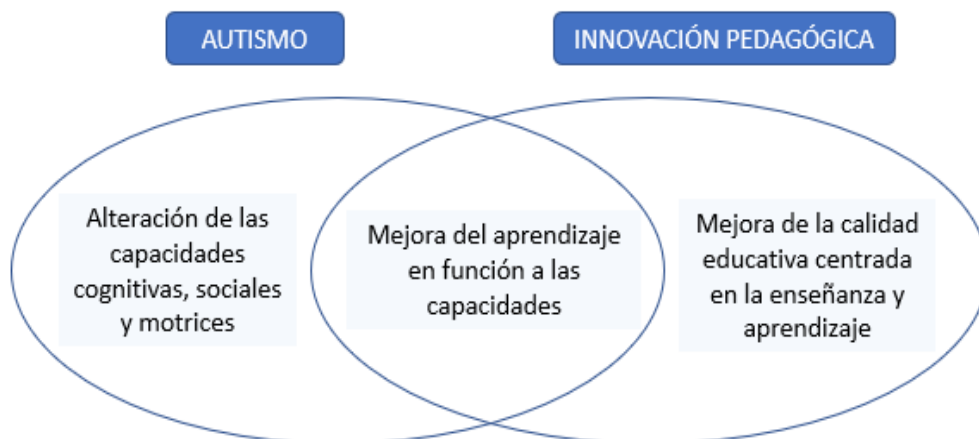 AUTISMO
INNOVACIÓN PEDAGÓGICA
Alteración de las
capacidades
cognitivas, sociales
y motrices
Mejora del aprendizaje
en función a las
capacidades
Mejora de la calidad
educativa centrada
en la enseñanza y
aprendizaje